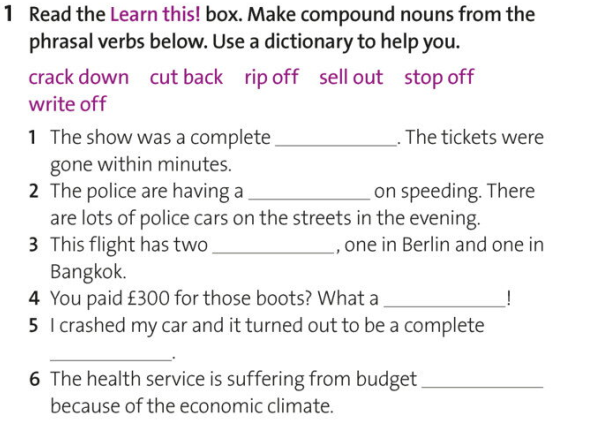 1 Read the Learn this! box. Make compound nouns from the
phrasal verbs below. Use a dictionary to help you.
crack down cut back rip off sell out stop off
write off
1 The show was a complete ____________. The tickets were
gone within minutes.
2 The police are having a ____________ on speeding. There
are lots of police cars on the streets in the evening.
3 This flight has two ____________, one in Berlin and one in
Bangkok.
4 You paid £300 for those boots? What a ____________!
5 I crashed my car and it turned out to be a complete
____________.
6 The health service is suffering from budget ____________
because of the economic climate.